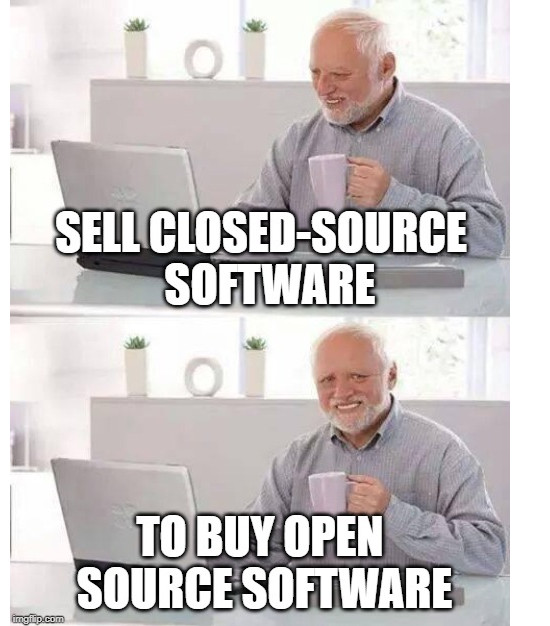 SELL CLOSED-SOURCE
SOFTWARE
TO BUY OPEN
SOURCE SOFTWARE
imgflip.com